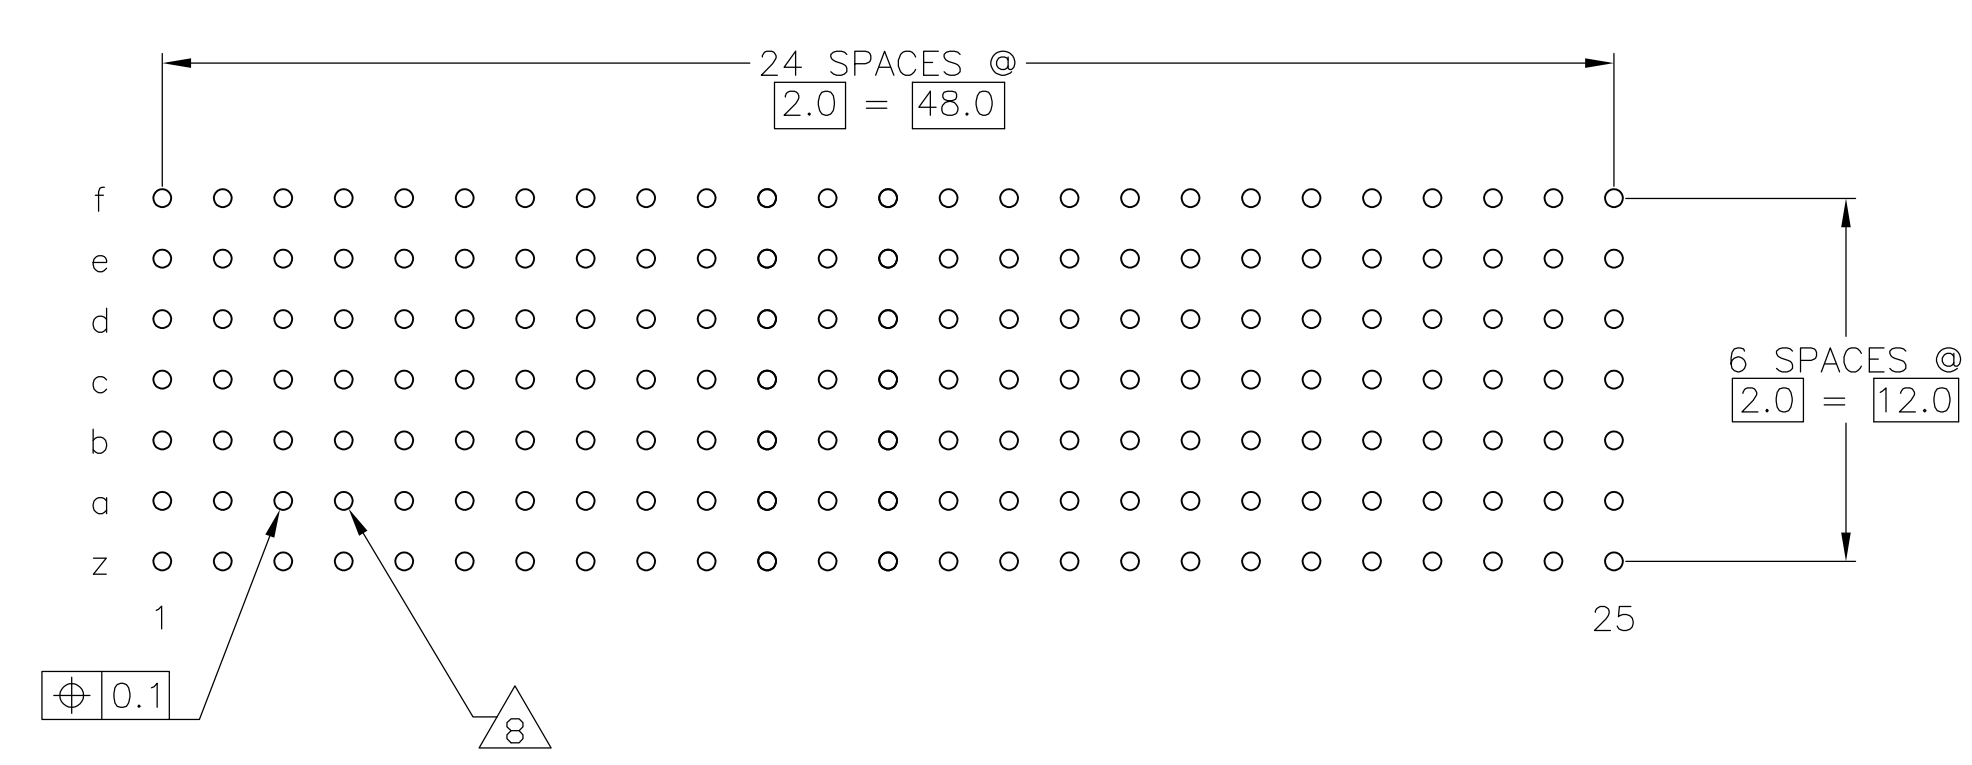 24 SPACES @
2.0 = 48.0
f
e
d
c
b
a
z
6 SPACES @
2.0 = 12.0
1
25
⌖ 0.1
8